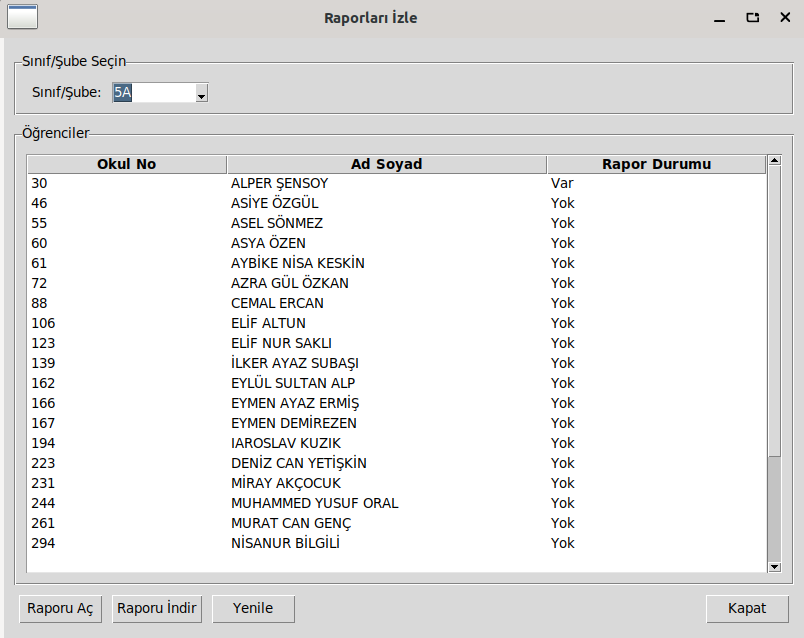 Raporları İzle
Sınıf/Şube Seçin
Sınıf/Şube: 5A
Öğrenciler
Okul No Ad Soyad Rapor Durumu
30 ALPER ŞENSOY Var
46 ASİYE ÖZGÜL Yok
55 ASEL SÖNMEZ Yok
60 ASYA ÖZEN Yok
61 AYBİKE NİSA KESKİN Yok
72 AZRA GÜL ÖZKAN Yok
88 CEMAL ERCAN Yok
106 ELİF ALTUN Yok
123 ELİF NUR SAKLI Yok
139 İLKER AYAZ SUBAŞI Yok
162 EYLÜL SULTAN ALP Yok
166 EYMEN AYAZ ERMİŞ Yok
167 EYMEN DEMİREZEN Yok
194 IAROSLAV KUZIK Yok
223 DENİZ CAN YETİŞKİN Yok
231 MİRAY AKÇOCUK Yok
244 MUHAMMED YUSUF ORAL Yok
261 MURAT CAN GENÇ Yok
294 NİSANUR BİLGİLİ Yok
Raporu Aç Raporu İndir Yenile Kapat